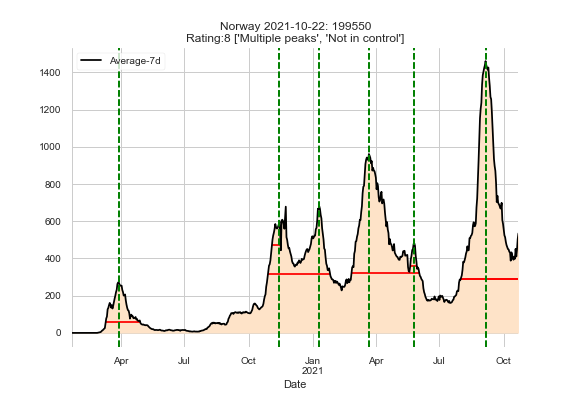 Norway 2021-10-22: 199550
Rating:8 ['Multiple peaks', 'Not in control']
Average-7d
1400
1200
1000
800
600
400
200
0
Apr Jul Oct Jan Apr Jul Oct
2021
Date